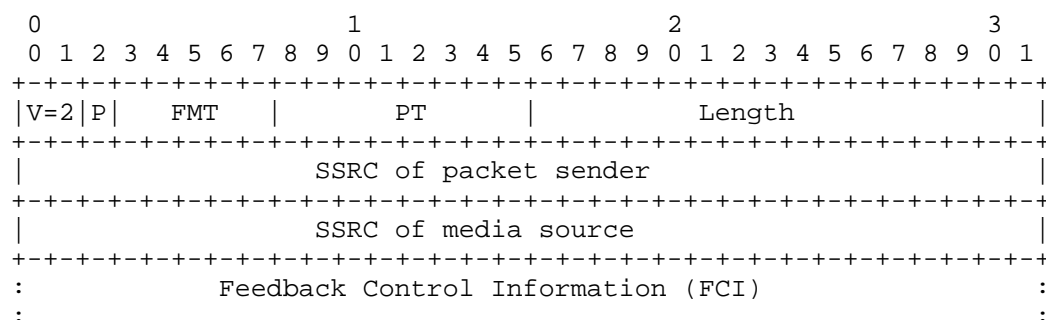 0                   1                   2                   3
 0 1 2 3 4 5 6 7 8 9 0 1 2 3 4 5 6 7 8 9 0 1 2 3 4 5 6 7 8 9 0 1
+-+-+-+-+-+-+-+-+-+-+-+-+-+-+-+-+-+-+-+-+-+-+-+-+-+-+-+-+-+-+-+-+
|V=2|P|   FMT   |       PT      |          Length               |
+-+-+-+-+-+-+-+-+-+-+-+-+-+-+-+-+-+-+-+-+-+-+-+-+-+-+-+-+-+-+-+-+
|                  SSRC of packet sender                        |
+-+-+-+-+-+-+-+-+-+-+-+-+-+-+-+-+-+-+-+-+-+-+-+-+-+-+-+-+-+-+-+-+
|                  SSRC of media source                         |
+-+-+-+-+-+-+-+-+-+-+-+-+-+-+-+-+-+-+-+-+-+-+-+-+-+-+-+-+-+-+-+-+
:            Feedback Control Information (FCI)                 :
:                                                               :